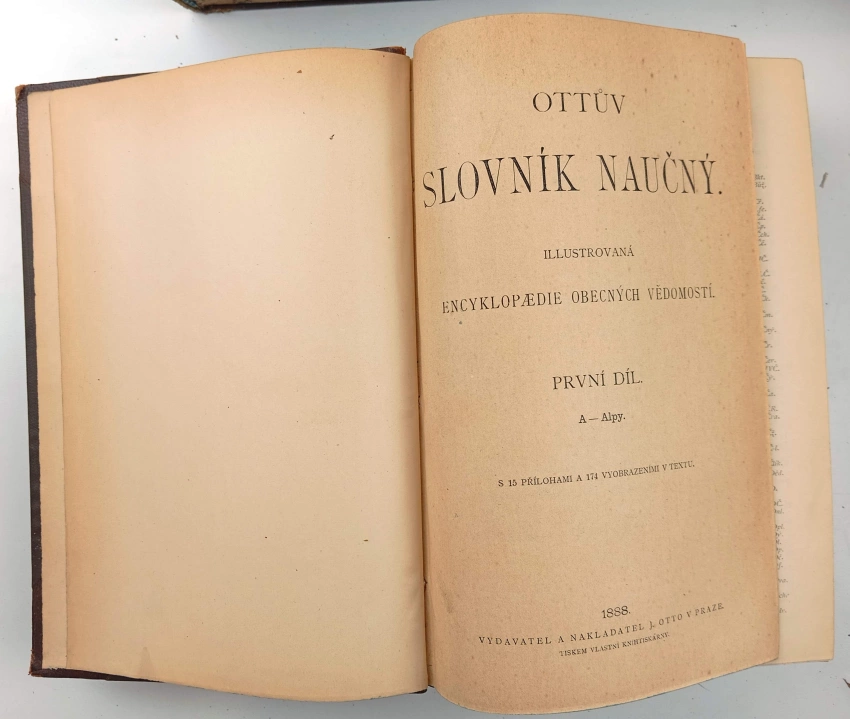 OTTŮV
SLOVNÍK NAUČNÝ.
ILLUSTROVANÁ
ENCYKLOPÆDIE OBECNÝCH VĚDOMOSTÍ.
PRVNÍ DÍL.
A — Alpy.
S 15 PŘÍLOHAMI A 174 VYOBRAZENÍMI V TEXTU.
1888.
VYDAVATEL A NAKLADATEL J. OTTO V PRAZE.
TISKEM VLASTNÍ KNIHTISKÁRNY.